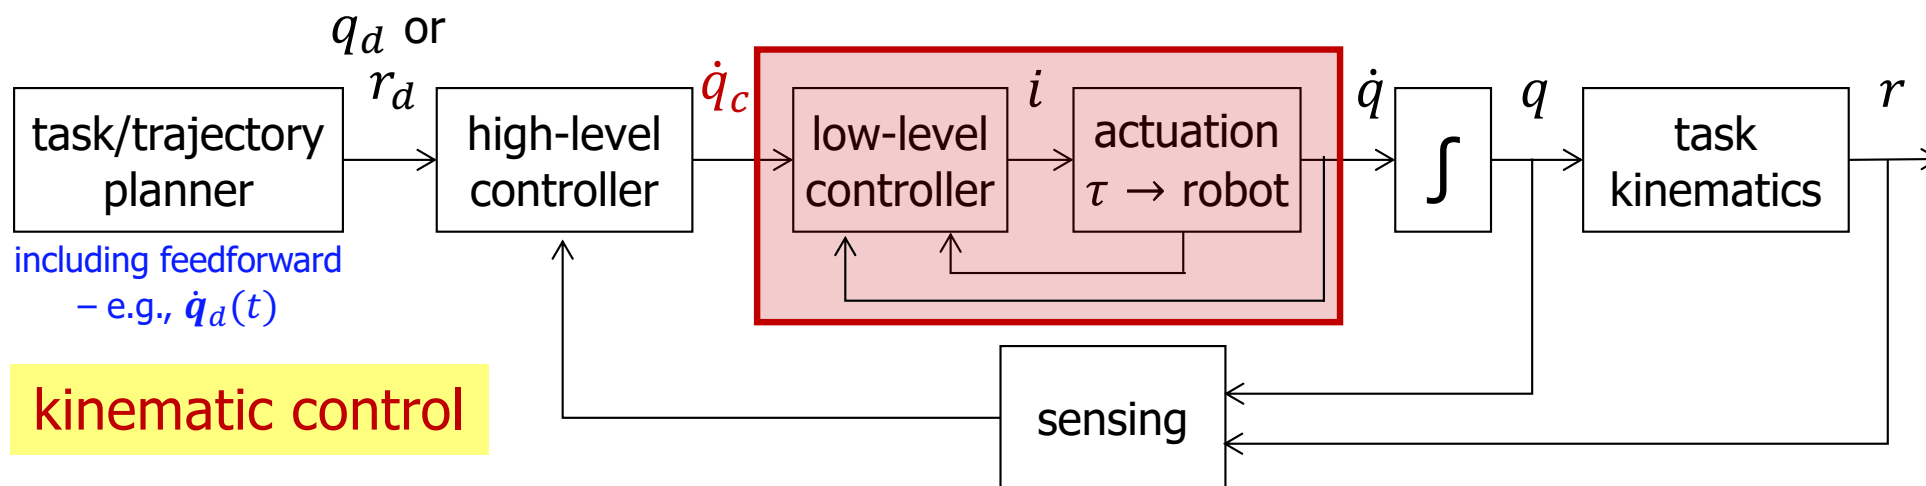 q_d or
r_d
task/trajectory
planner
including feedforward
– e.g., q̇_d(t)
high-level
controller
q̇_c
low-level
controller
i
actuation
τ → robot
q̇
∫
q
task
kinematics
r
sensing
kinematic control